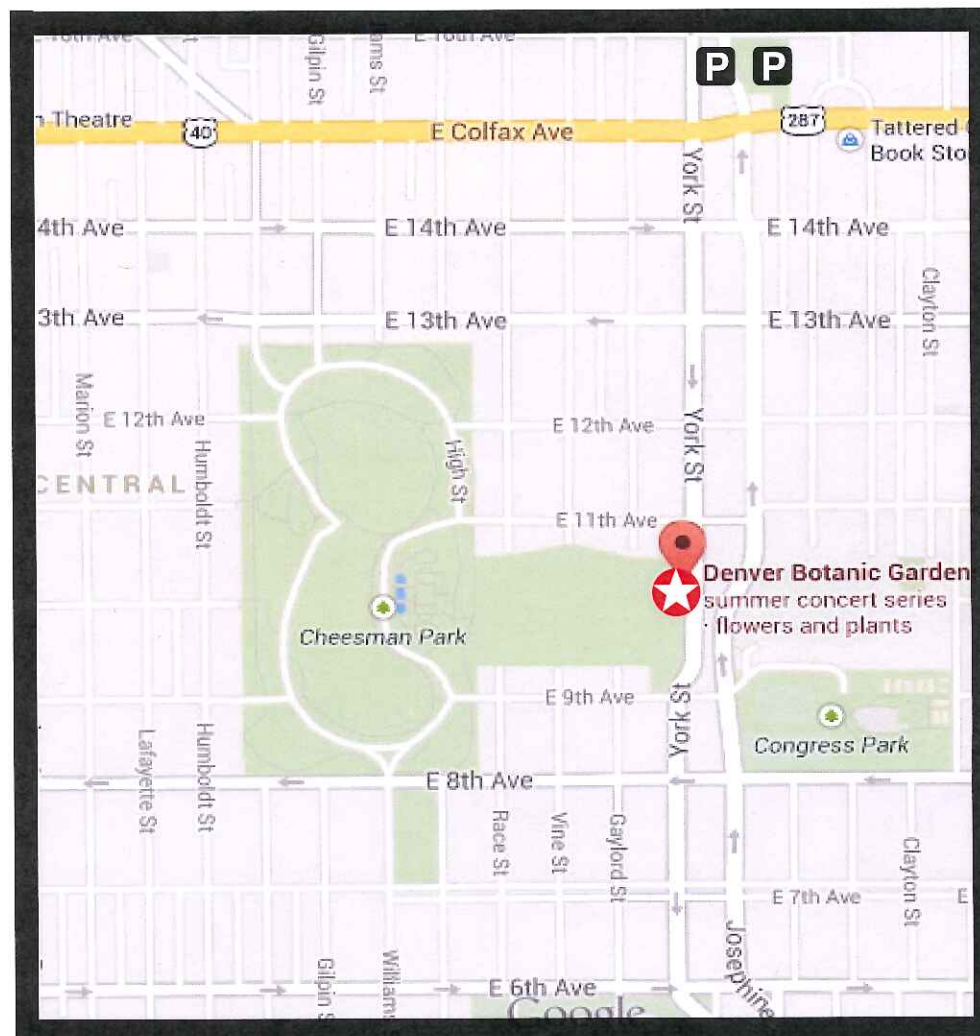 E 16th Ave
Gilpin St
P P
n Theatre
40
E Colfax Ave
287
Tattered
Book Sto
York St
4th Ave
E 14th Ave
E 14th Ave
Clayton St
3th Ave
E 13th Ave
E 13th Ave
Marion St
E 12th Ave
E 12th Ave
York St
High St
Humboldt St
CENTRAL
E 11th Ave
Denver Botanic Garden
summer concert series
· flowers and plants
Cheesman Park
E 9th Ave
York St
Congress Park
Lafayette St
Humboldt St
E 8th Ave
Race St
Vine St
Gaylord St
Clayton St
E 7th Ave
E
Josephine
Gilpin S
Williams
E 6th Ave
Google